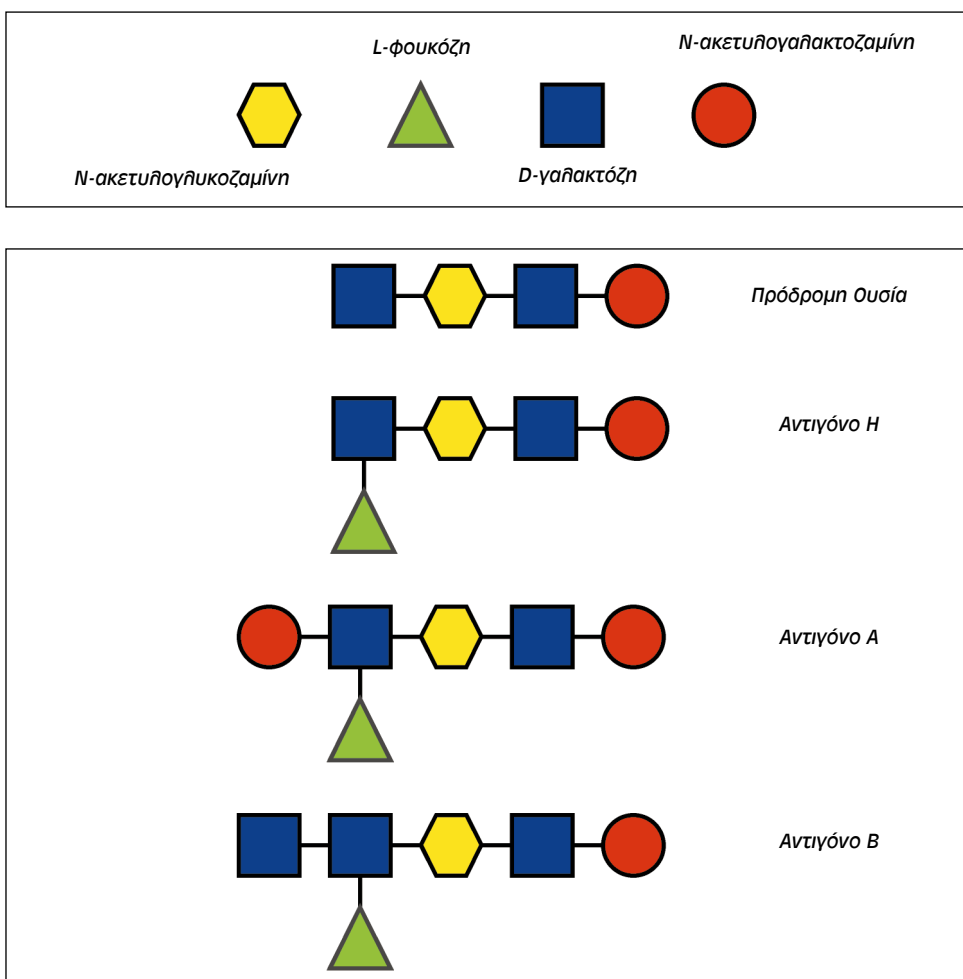 L-φουκόζη
N-ακετυλογαλακτοζαμίνη
N-ακετυλογλυκοζαμίνη
D-γαλακτόζη
Πρόδρομη Ουσία
Αντιγόνο Η
Αντιγόνο Α
Αντιγόνο Β